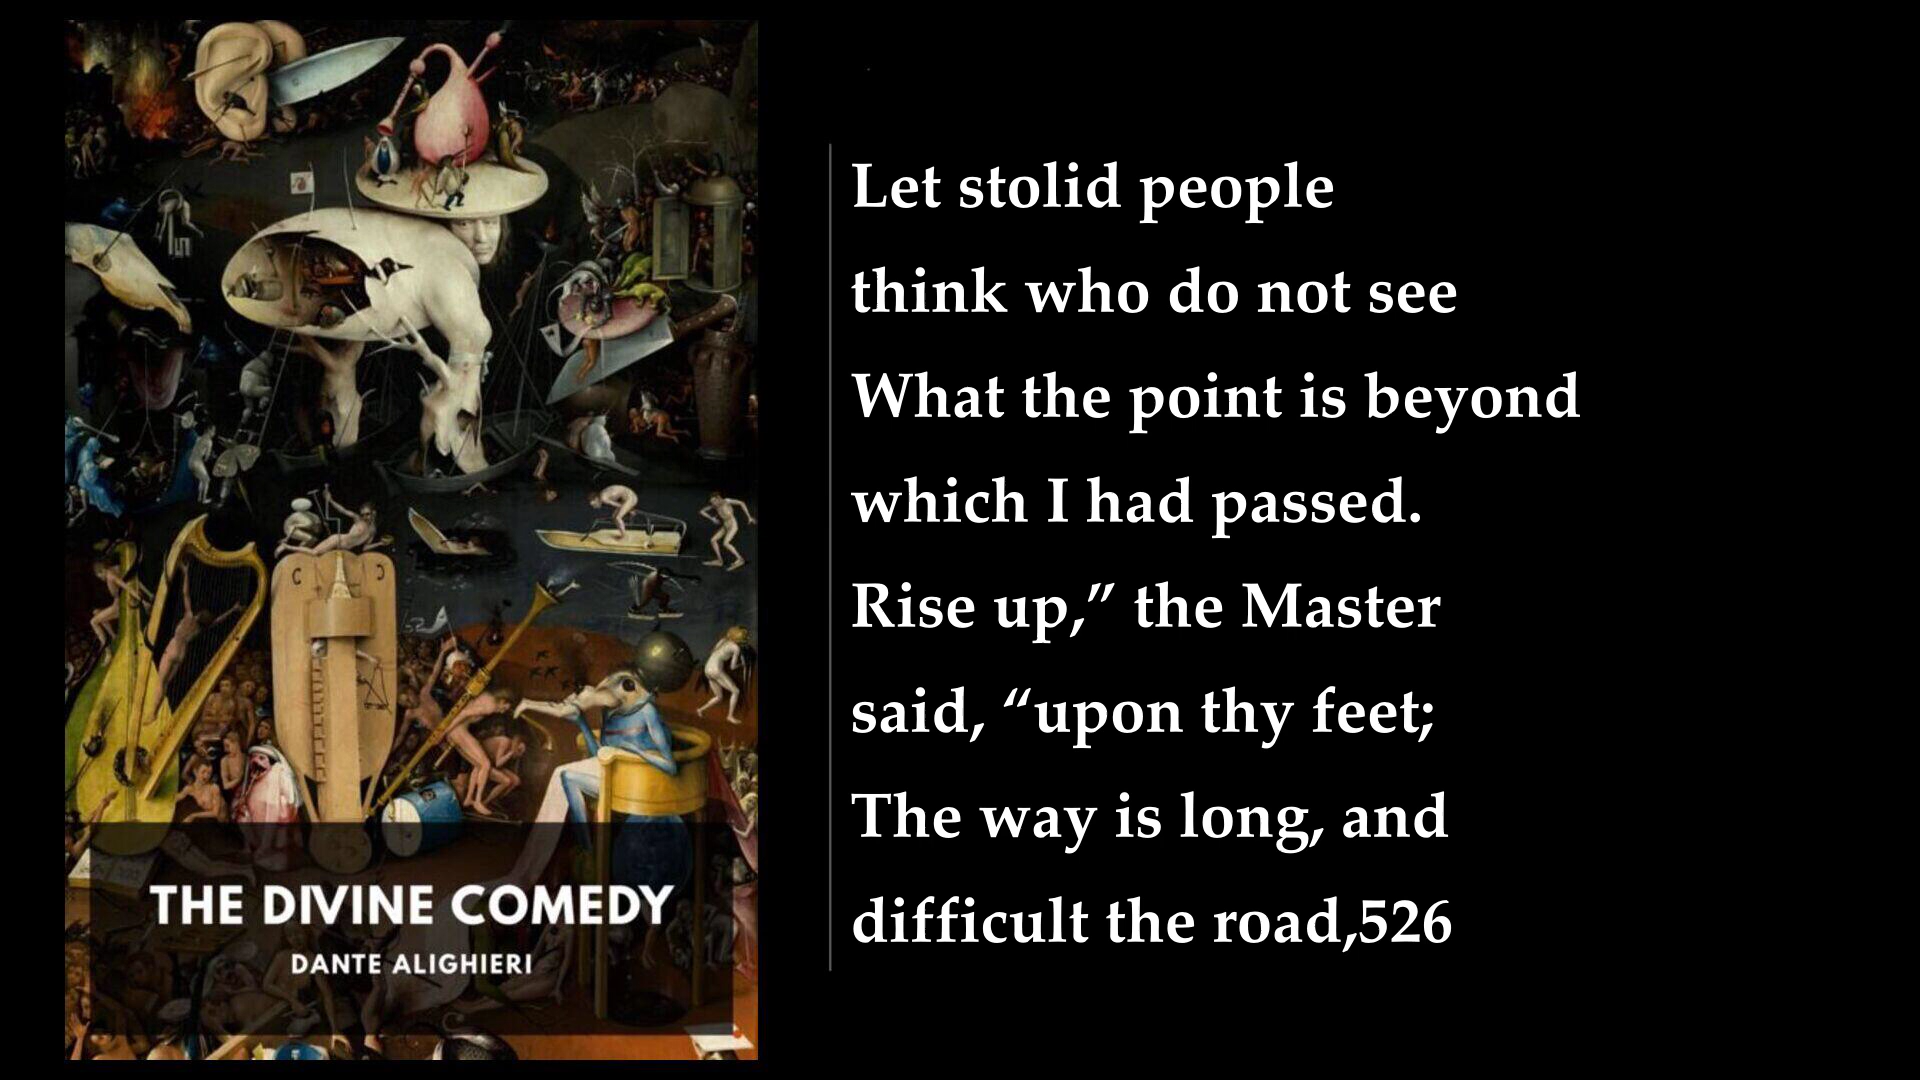 THE DIVINE COMEDY
DANTE ALIGHIERI
Let stolid people
think who do not see
What the point is beyond
which I had passed.
Rise up,” the Master
said, “upon thy feet;
The way is long, and
difficult the road,526